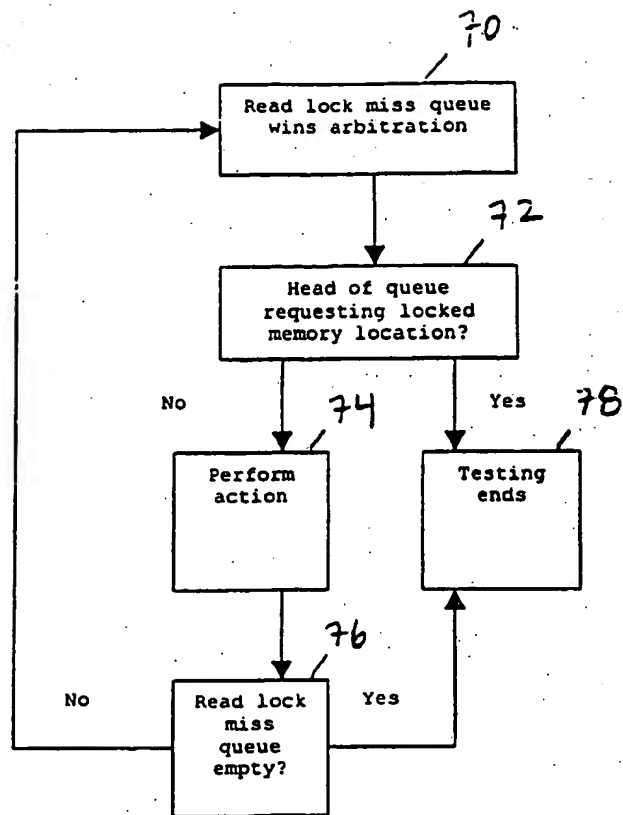 70
Read lock miss queue
wins arbitration
72
Head of queue
requesting locked
memory location?
No
74
Yes
78
Perform
action
Testing
ends
76
No
Read lock
miss
queue
empty?
Yes